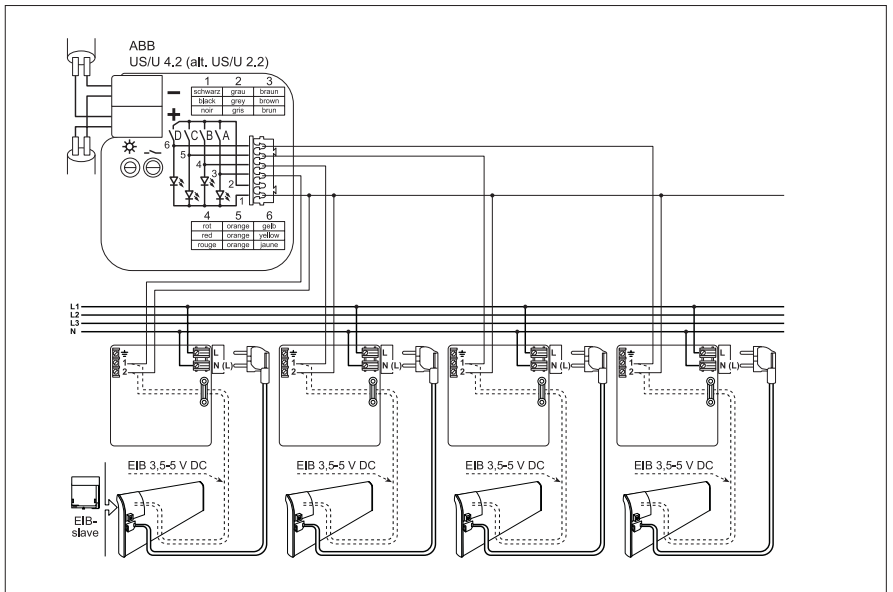 ABB
US/U 4.2 (alt. US/U 2.2)
−
+
1 2 3
schwarz grau braun
black grey brown
noir gris brun
D C B A
6
5
4
3
2
1
4 5 6
rot orange gelb
red orange yellow
rouge orange jaune
L1
L2
L3
N
1
2
L
N (L)
1
2
L
N (L)
1
2
L
N (L)
1
2
L
N (L)
EIB 3,5-5 V DC
EIB 3,5-5 V DC
EIB 3,5-5 V DC
EIB 3,5-5 V DC
EIB-
slave